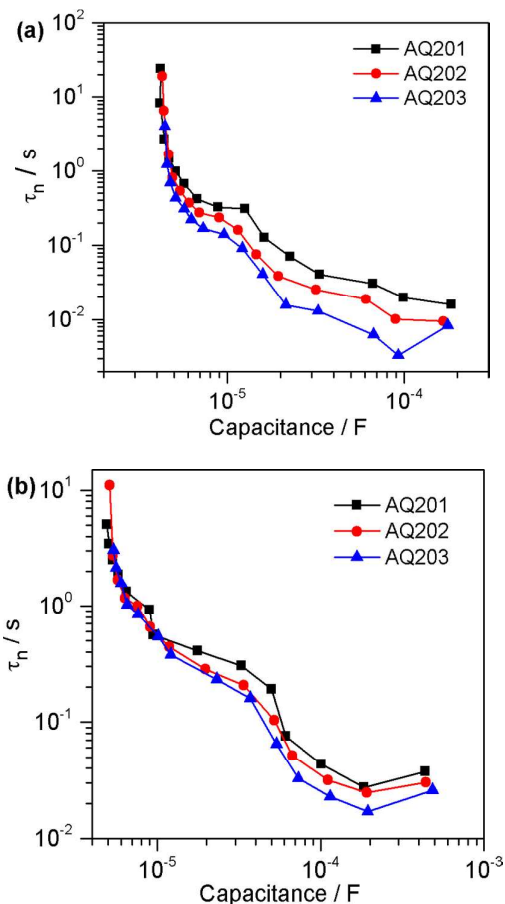 (a)
10²
10¹
10⁰
10⁻¹
10⁻²
τₙ / s
AQ201
AQ202
AQ203
10⁻⁵
10⁻⁴
Capacitance / F
(b)
10¹
10⁰
10⁻¹
10⁻²
τₙ / s
AQ201
AQ202
AQ203
10⁻⁵
10⁻⁴
10⁻³
Capacitance / F